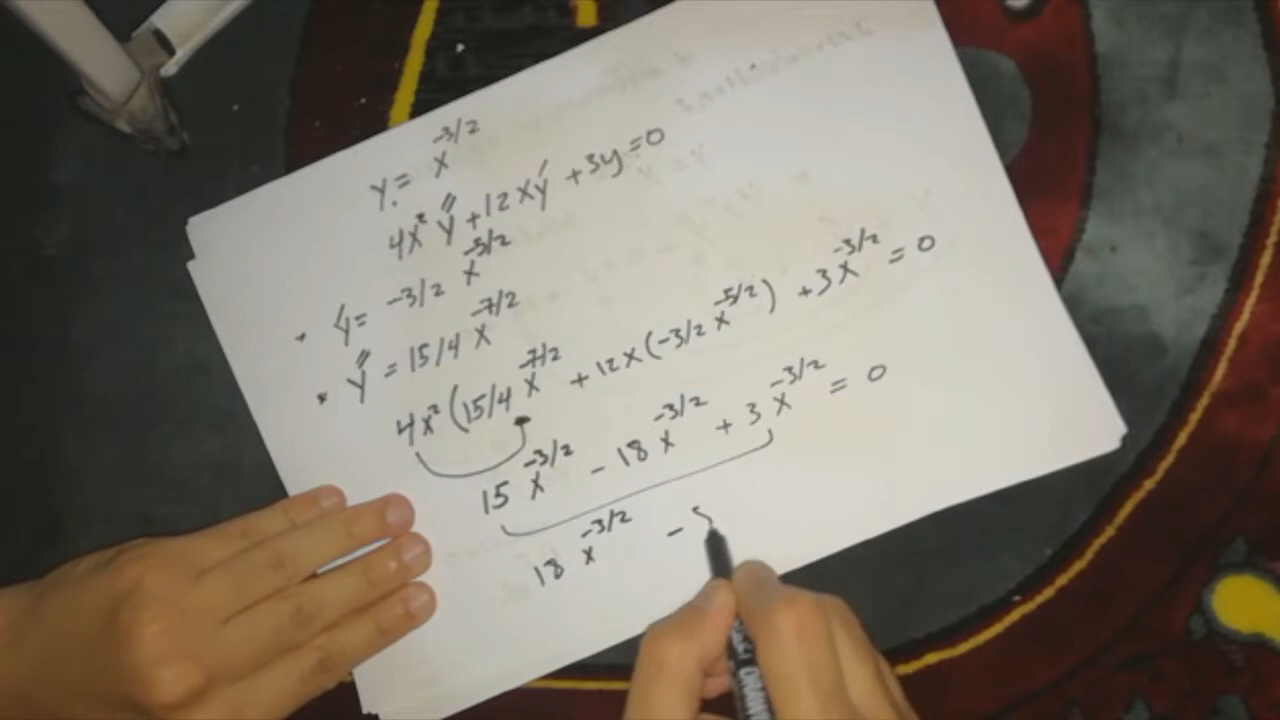 y = x^{-3/2}
4x² y'' + 12xy' + 3y = 0
* y' = -3/2 x^{-5/2}
* y'' = 15/4 x^{-7/2}
4x² (15/4 x^{-7/2} + 12x (-3/2 x^{-5/2}) + 3x^{-3/2} = 0
15 x^{-3/2} - 18 x^{-3/2} + 3 x^{-3/2} = 0
18 x^{-3/2} -